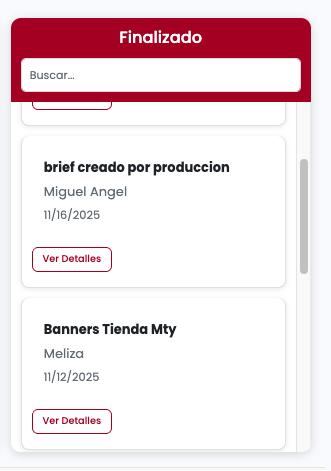 Finalizado
Buscar...
brief creado por produccion
Miguel Angel
11/16/2025
Ver Detalles
Banners Tienda Mty
Meliza
11/12/2025
Ver Detalles